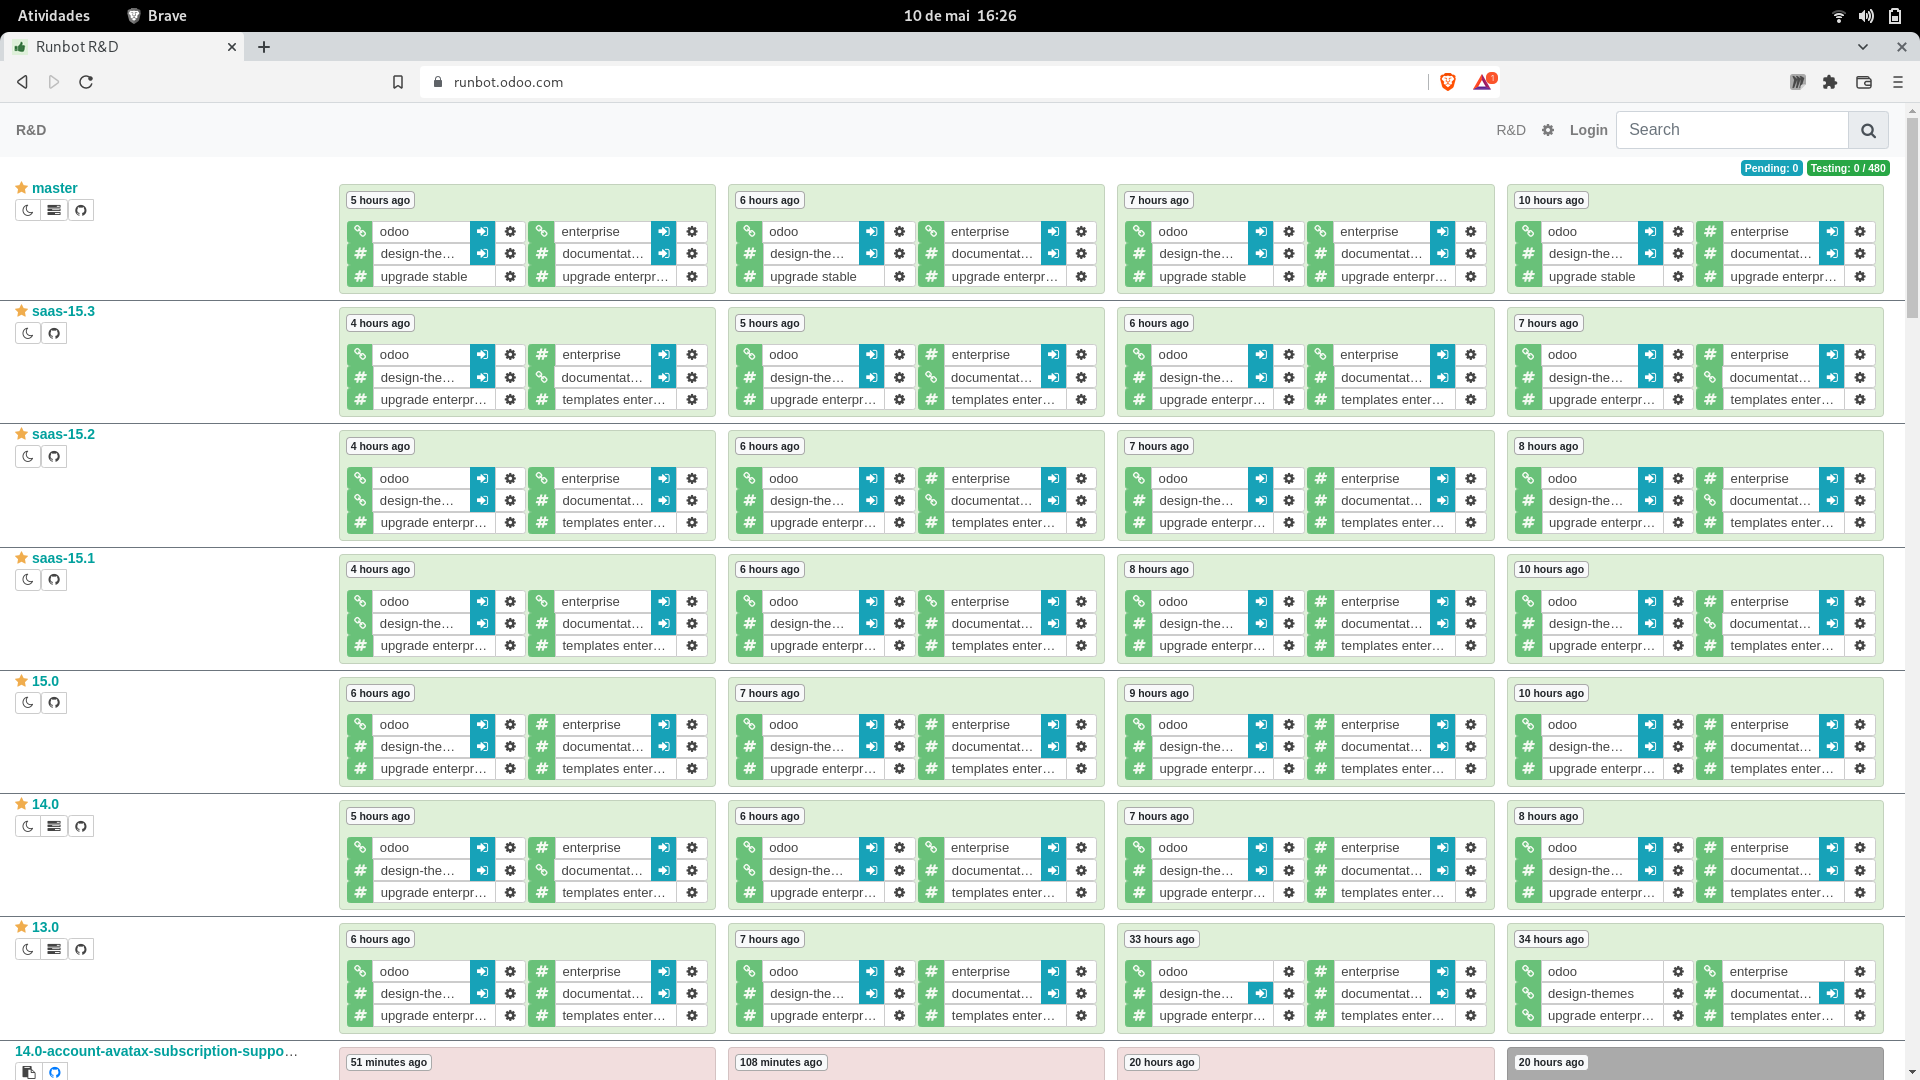 Atividades Brave 10 de mai 16:26
Runbot R&D
runbot.odoo.com 1
R&D R&D Login Search
Pending: 0 Testing: 0 / 480
master 5 hours ago 6 hours ago 7 hours ago 10 hours ago
odoo enterprise odoo enterprise odoo enterprise odoo enterprise
design-the... documentat... design-the... documentat... design-the... documentat... design-the... documentat...
upgrade stable upgrade enterpr... upgrade stable upgrade enterpr... upgrade stable upgrade enterpr... upgrade stable upgrade enterpr...
saas-15.3 4 hours ago 5 hours ago 6 hours ago 7 hours ago
odoo enterprise odoo enterprise odoo enterprise odoo enterprise
design-the... documentat... design-the... documentat... design-the... documentat... design-the... documentat...
upgrade enterpr... templates enter... upgrade enterpr... templates enter... upgrade enterpr... templates enter... upgrade enterpr... templates enter...
saas-15.2 4 hours ago 6 hours ago 7 hours ago 8 hours ago
odoo enterprise odoo enterprise odoo enterprise odoo enterprise
design-the... documentat... design-the... documentat... design-the... documentat... design-the... documentat...
upgrade enterpr... templates enter... upgrade enterpr... templates enter... upgrade enterpr... templates enter... upgrade enterpr... templates enter...
saas-15.1 4 hours ago 6 hours ago 8 hours ago 10 hours ago
odoo enterprise odoo enterprise odoo enterprise odoo enterprise
design-the... documentat... design-the... documentat... design-the... documentat... design-the... documentat...
upgrade enterpr... templates enter... upgrade enterpr... templates enter... upgrade enterpr... templates enter... upgrade enterpr... templates enter...
15.0 6 hours ago 7 hours ago 9 hours ago 10 hours ago
odoo enterprise odoo enterprise odoo enterprise odoo enterprise
design-the... documentat... design-the... documentat... design-the... documentat... design-the... documentat...
upgrade enterpr... templates enter... upgrade enterpr... templates enter... upgrade enterpr... templates enter... upgrade enterpr... templates enter...
14.0 5 hours ago 6 hours ago 7 hours ago 8 hours ago
odoo enterprise odoo enterprise odoo enterprise odoo enterprise
design-the... documentat... design-the... documentat... design-the... documentat... design-the... documentat...
upgrade enterpr... templates enter... upgrade enterpr... templates enter... upgrade enterpr... templates enter... upgrade enterpr... templates enter...
13.0 6 hours ago 7 hours ago 33 hours ago 34 hours ago
odoo enterprise odoo enterprise odoo enterprise odoo enterprise
design-the... documentat... design-the... documentat... design-the... documentat... design-themes documentat...
upgrade enterpr... templates enter... upgrade enterpr... templates enter... upgrade enterpr... templates enter... upgrade enterpr... templates enter...
14.0-account-avatax-subscription-suppo... 51 minutes ago 108 minutes ago 20 hours ago 20 hours ago